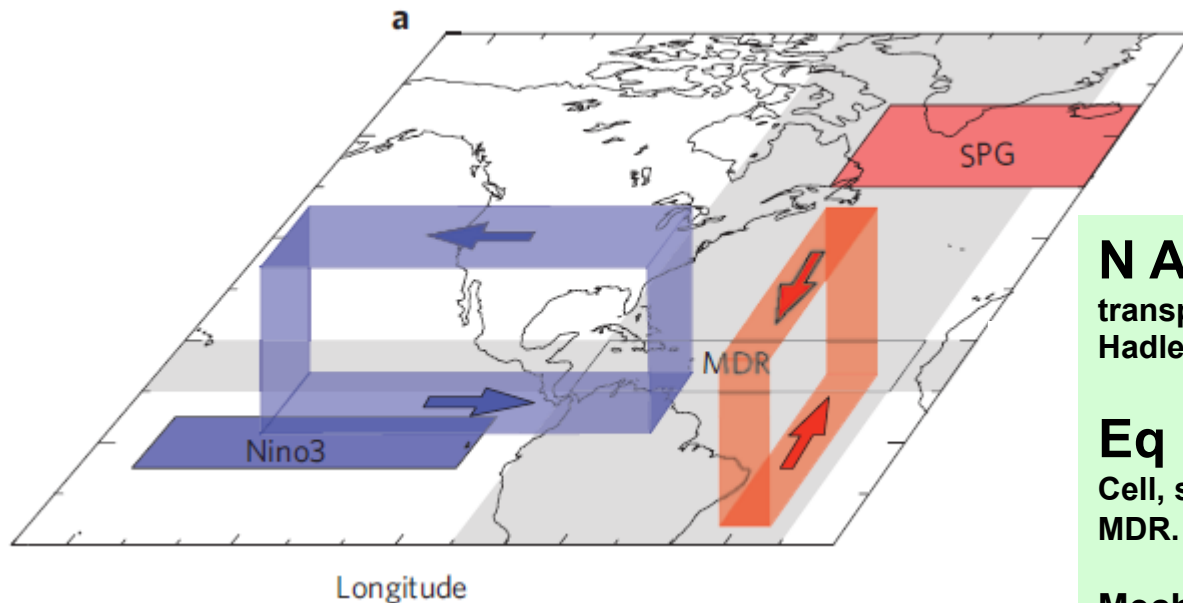 a
SPG
MDR
Nino3
Longitude
N A
transp
Hadle
Eq
Cell, s
MDR.